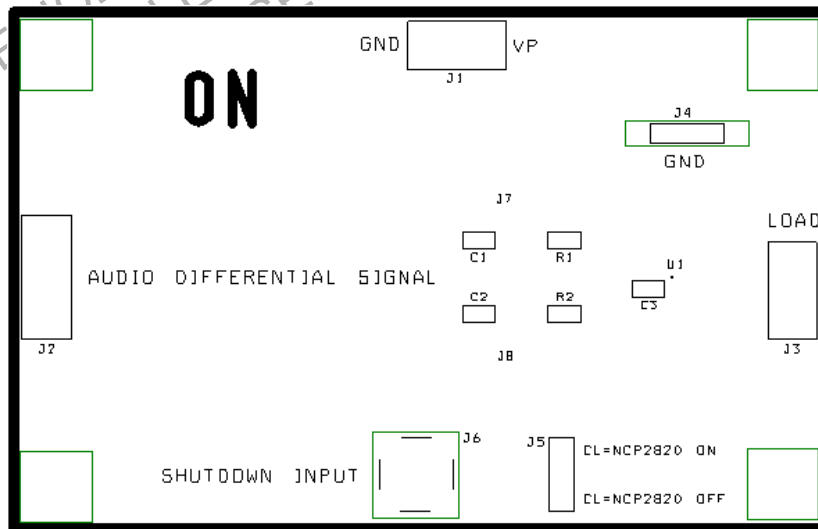 GND VP
J1
ON
J4
GND
J7
LOAD
C1 R1
U1
AUDIO DIFFERENTIAL SIGNAL
C2 R2
C3
J2 J3
J8
J6 J5 CL=NCP2820 ON
SHUTDOWN INPUT
CL=NCP2820 OFF